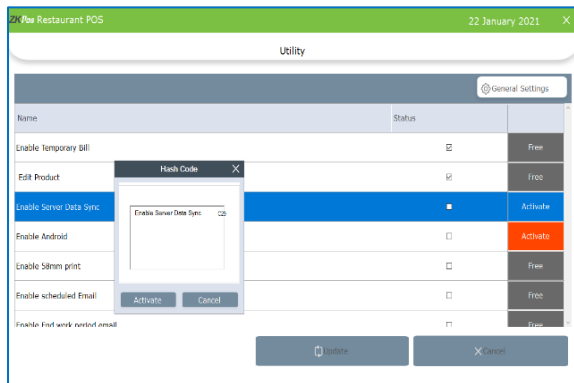 ZKPos Restaurant POS 22 January 2021 X
Utility
General Settings
Name Status
Enable Temporary Bill Free
Edit Product Free
Enable Server Data Sync Activate
Enable Android Activate
Enable 58mm print Free
Enable scheduled Email Free
Enable End work period email Free
Hash Code X
Enable Server Data Sync
Activate Cancel
Update X Cancel